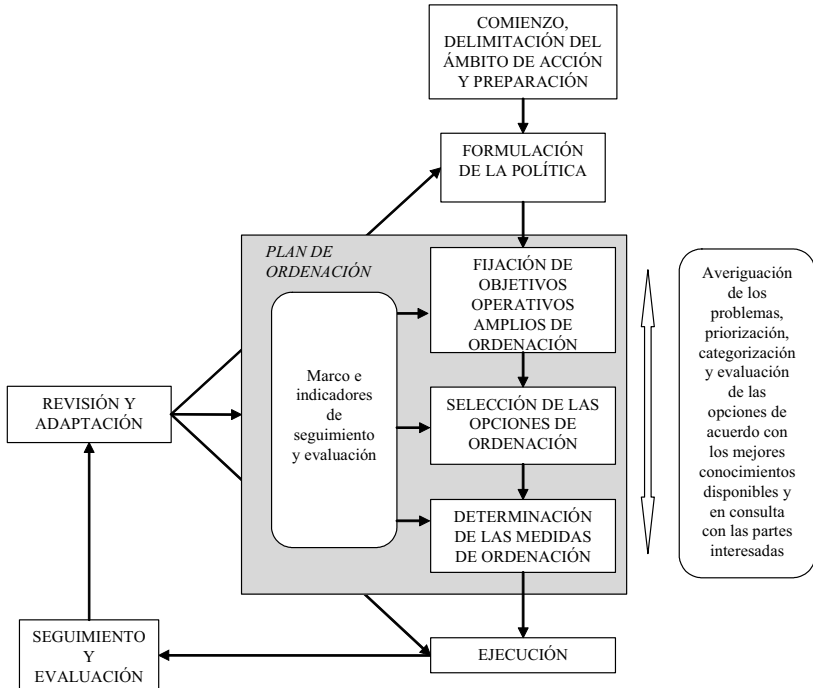 COMIENZO,
DELIMITACIÓN DEL
ÁMBITO DE ACCIÓN
Y PREPARACIÓN
FORMULACIÓN
DE LA POLÍTICA
PLAN DE
ORDENACIÓN
FIJACIÓN DE
OBJETIVOS
OPERATIVOS
AMPLIOS DE
ORDENACIÓN
Marco e
indicadores
de
seguimiento
y evaluación
SELECCIÓN DE LAS
OPCIONES DE
ORDENACIÓN
DETERMINACIÓN
DE LAS MEDIDAS
DE ORDENACIÓN
Averiguación
de los
problemas,
priorización,
categorización
y evaluación
de las
opciones de
acuerdo con
los mejores
conocimientos
disponibles y
en consulta
con las partes
interesadas
REVISIÓN Y
ADAPTACIÓN
SEGUIMIENTO
Y
EVALUACIÓN
EJECUCIÓN